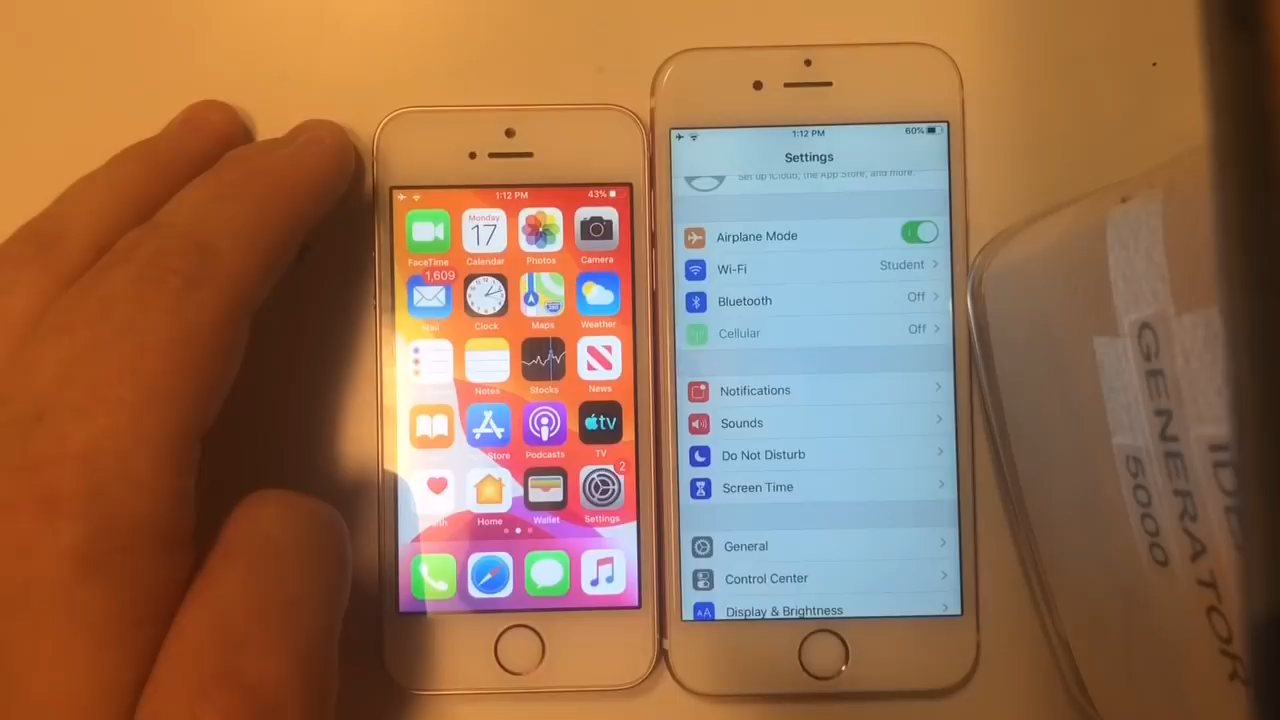 1:12 PM
43%
FaceTime
Monday
17
Calendar
Photos
Camera
1,609
Mail
Clock
Maps
Weather
Notes
Stocks
News
Store
Podcasts
tv
TV
Home
Wallet
2
Settings
1:12 PM
60%
Settings
Set up iCloud, the App Store, and more.
Airplane Mode
Wi-Fi
Student
Bluetooth
Off
Cellular
Off
Notifications
Sounds
Do Not Disturb
Screen Time
General
Control Center
AA
Display & Brightness
GENERATOR
5000